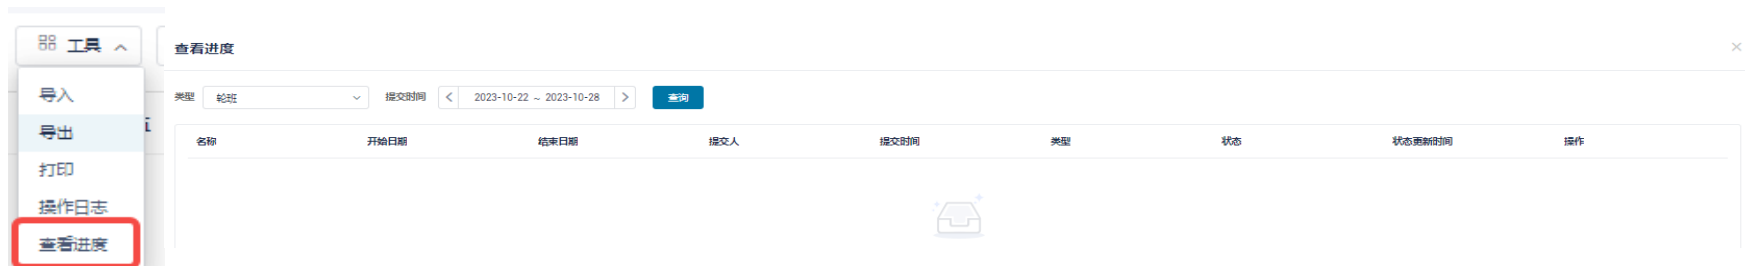 工具
导入
导出
打印
操作日志
查看进度
查看进度
类型 轮班 提交时间 < 2023-10-22 ~ 2023-10-28 > 查询
名称 开始日期 结束日期 提交人 提交时间 类型 状态 状态更新时间 操作